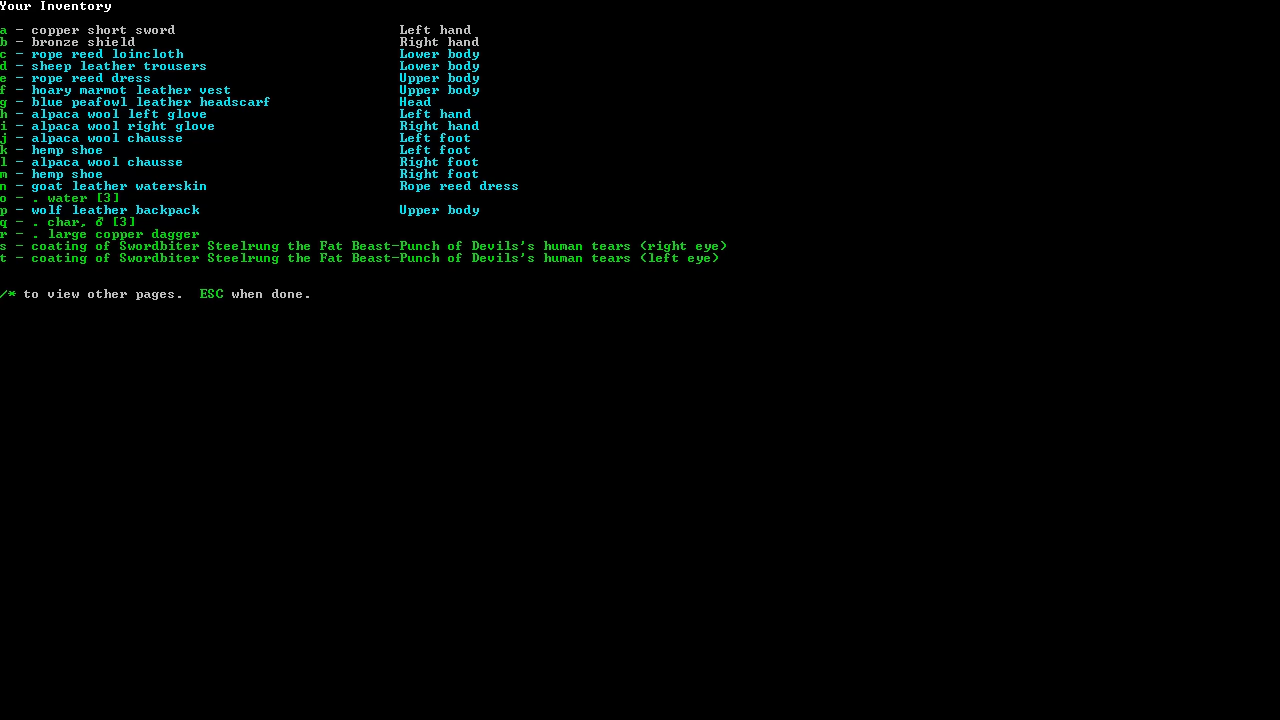 Your Inventory
a - copper short sword Left hand
b - bronze shield Right hand
c - rope reed loincloth Lower body
d - sheep leather trousers Lower body
e - rope reed dress Upper body
f - hoary marmot leather vest Upper body
g - blue peafowl leather headscarf Head
h - alpaca wool left glove Left hand
i - alpaca wool right glove Right hand
j - alpaca wool chausse Left foot
k - hemp shoe Left foot
l - alpaca wool chausse Right foot
m - hemp shoe Right foot
n - goat leather waterskin Rope reed dress
o - . water [3]
p - wolf leather backpack Upper body
q - . char, ♂ [3]
r - . large copper dagger
s - coating of Swordbiter Steelrung the Fat Beast-Punch of Devils's human tears (right eye)
t - coating of Swordbiter Steelrung the Fat Beast-Punch of Devils's human tears (left eye)
/* to view other pages. ESC when done.